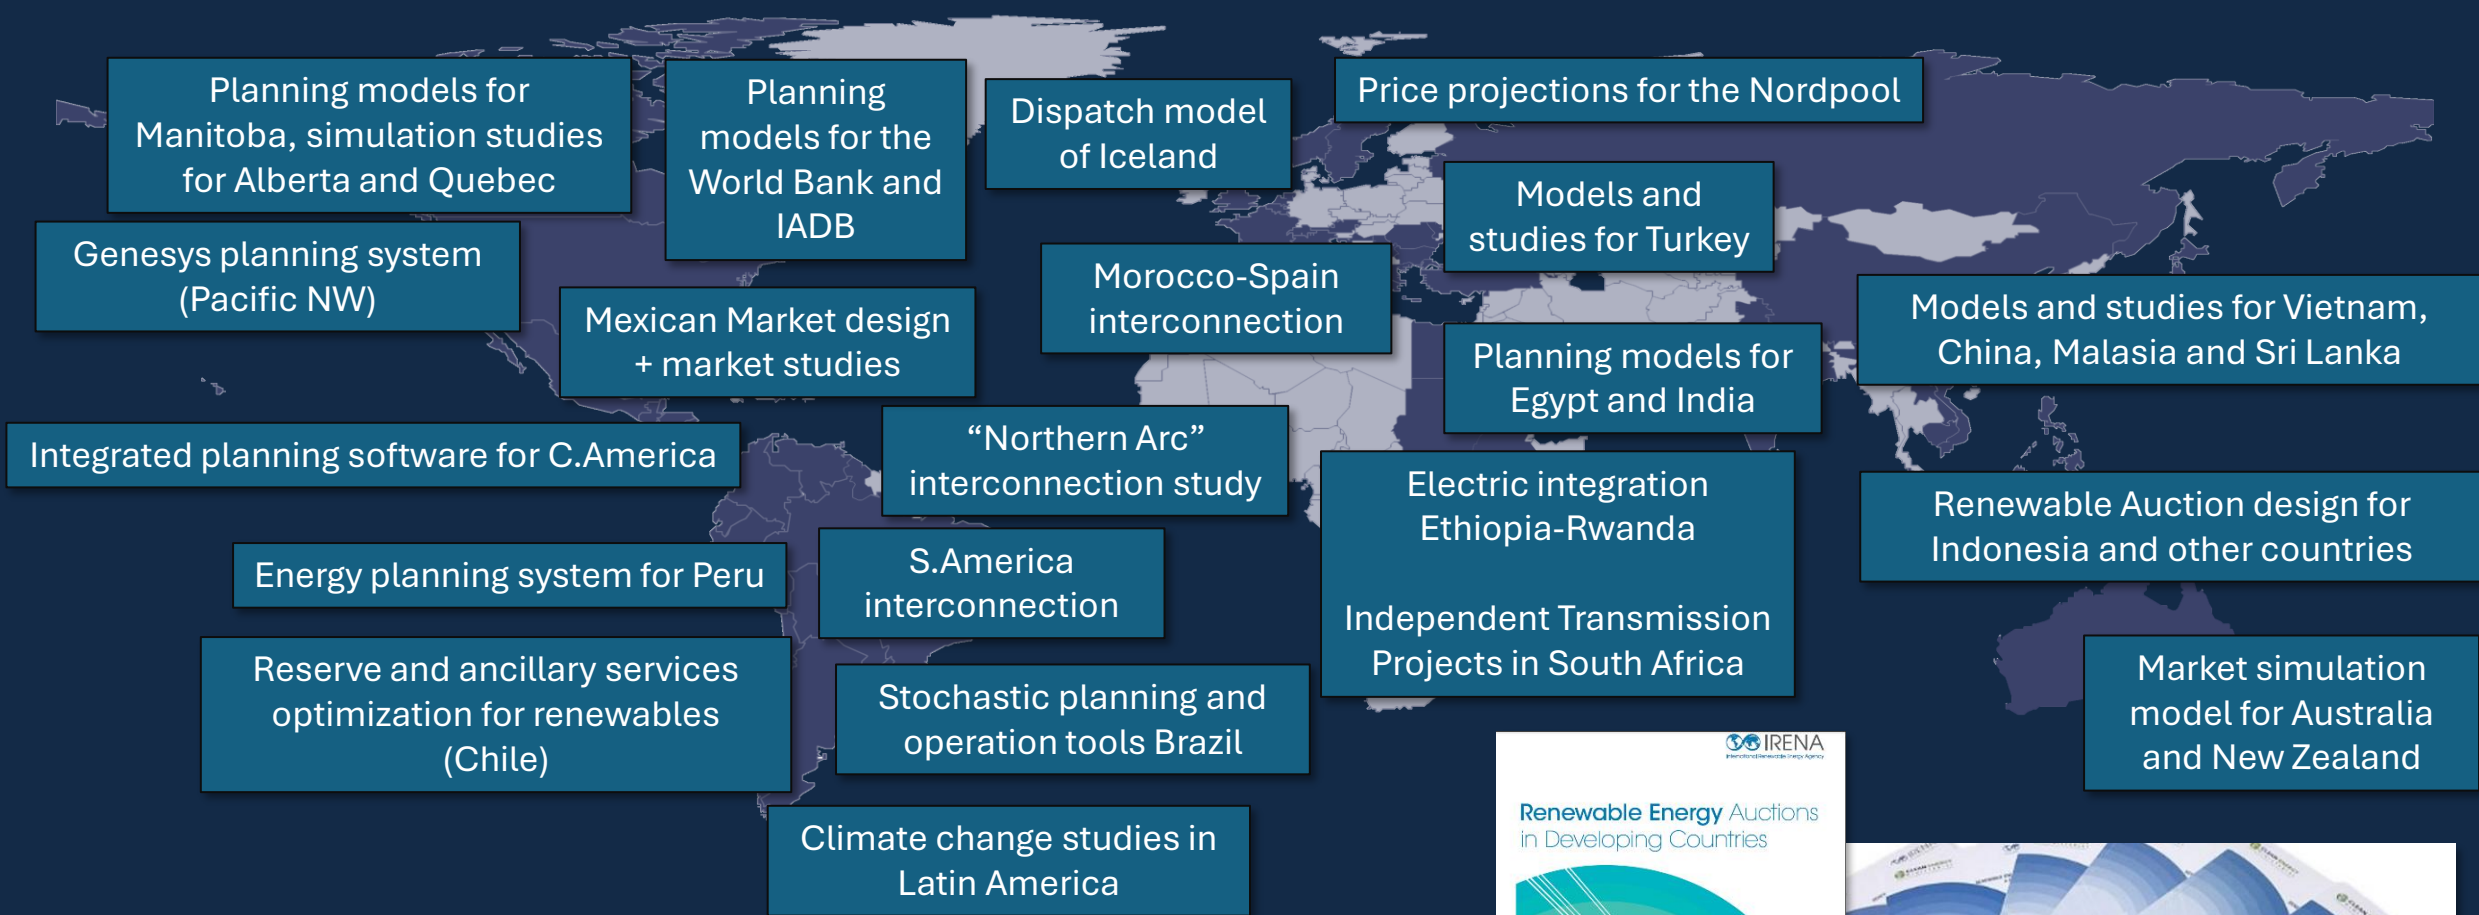 Planning models for
Manitoba, simulation studies
for Alberta and Quebec
Planning
models for the
World Bank and
IADB
Dispatch model
of Iceland
Price projections for the Nordpool
Models and
studies for Turkey
Genesys planning system
(Pacific NW)
Mexican Market design
+ market studies
Morocco-Spain
interconnection
Models and studies for Vietnam,
China, Malasia and Sri Lanka
Planning models for
Egypt and India
Integrated planning software for C.America
“Northern Arc”
interconnection study
Electric integration
Ethiopia-Rwanda
Independent Transmission
Projects in South Africa
Renewable Auction design for
Indonesia and other countries
Energy planning system for Peru
S.America
interconnection
Reserve and ancillary services
optimization for renewables
(Chile)
Stochastic planning and
operation tools Brazil
Market simulation
model for Australia
and New Zealand
Climate change studies in
Latin America
IRENA
International Renewable Energy Agency
Renewable Energy Auctions
in Developing Countries